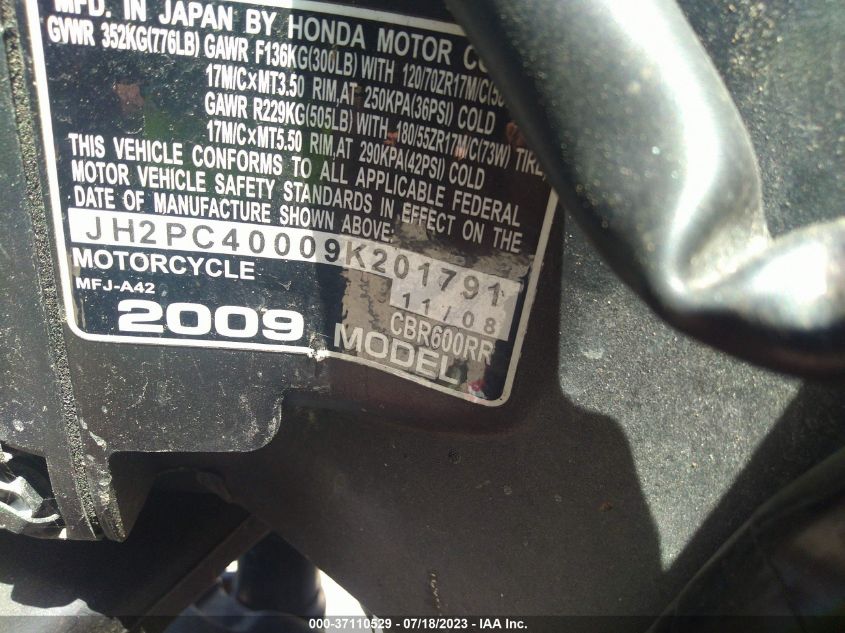 MFD. IN JAPAN BY HONDA MOTOR CO
GVWR 352KG(776LB) GAWR F136KG(300LB) WITH 120/70ZR17M/C(58
17M/C×MT3.50 RIM,AT 250KPA(36PSI) COLD
GAWR R229KG(505LB) WITH 180/55ZR17M/C(73W) TIRE,
17M/C×MT5.50 RIM,AT 290KPA(42PSI) COLD
THIS VEHICLE CONFORMS TO ALL APPLICABLE FEDERAL
MOTOR VEHICLE SAFETY STANDARDS IN EFFECT ON THE
DATE OF MANUFACTURE SHOWN ABOVE.
JH2PC40009K201791
MOTORCYCLE 11/08
MFJ-A42 CBR600RR
2009 MODEL
000-37110529 / 07/18/2023 - © IAA Inc.